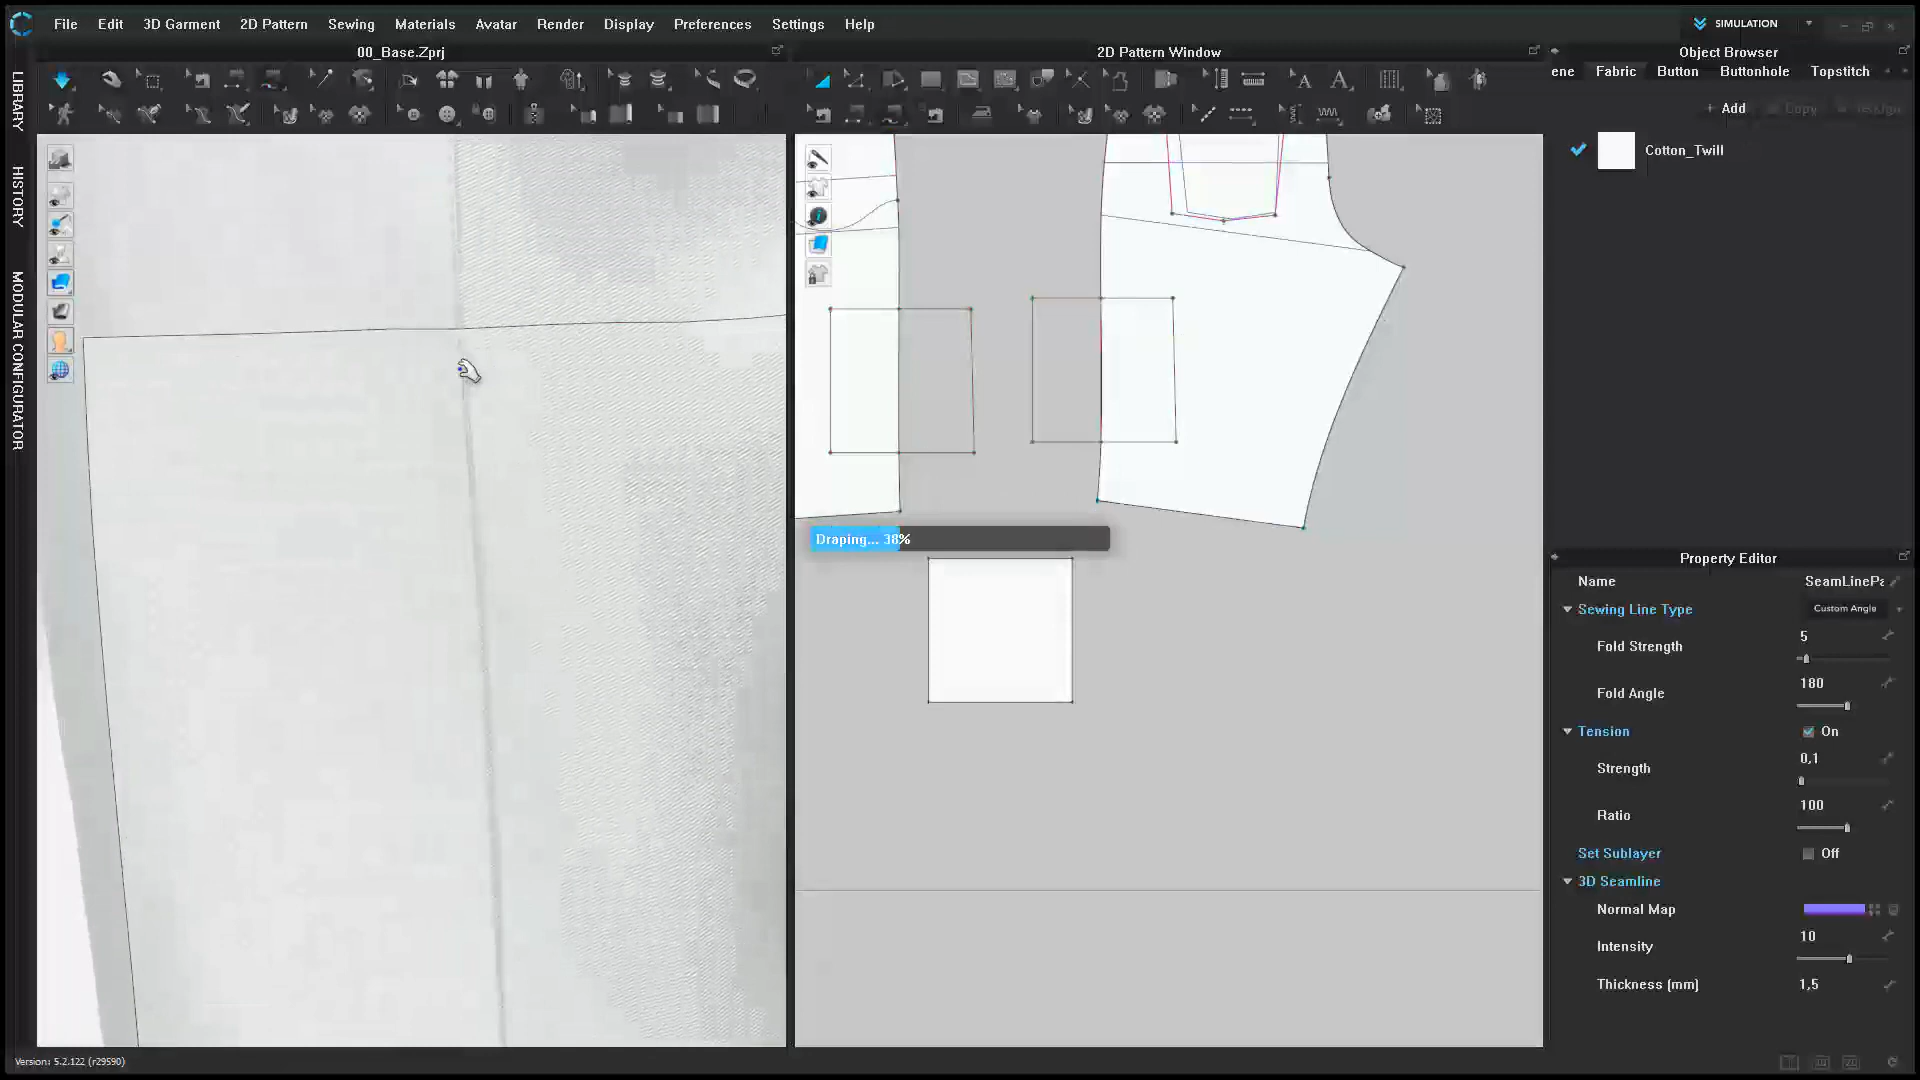 File Edit 3D Garment 2D Pattern Sewing Materials Avatar Render Display Preferences Settings Help
SIMULATION
00_Base.Zprj
2D Pattern Window
Object Browser
ene Fabric Button Buttonhole Topstitch
+ Add Copy
Cotton_Twill
LIBRARY
HISTORY
MODULAR CONFIGURATOR
Draping... 38%
Property Editor
Name SeamLinePa
Sewing Line Type Custom Angle
Fold Strength 5
Fold Angle 180
Tension On
Strength 0,1
Ratio 100
Set Sublayer Off
3D Seamline
Normal Map
Intensity 10
Thickness (mm) 1,5
Version: 5.2.122 (r29590)